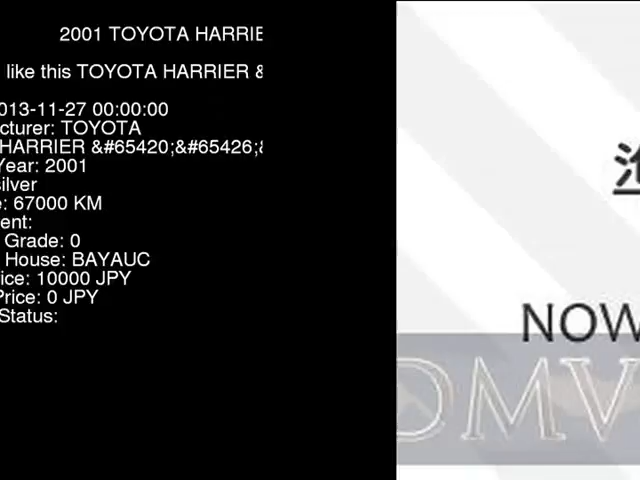 2001 TOYOTA HARRIE
like this TOYOTA HARRIER &
013-11-27 00:00:00
cturer: TOYOTA
HARRIER &#65420;&#65426;&
Year: 2001
ilver
: 67000 KM
ent:
Grade: 0
House: BAYAUC
ice: 10000 JPY
Price: 0 JPY
Status:
NOW
DMV